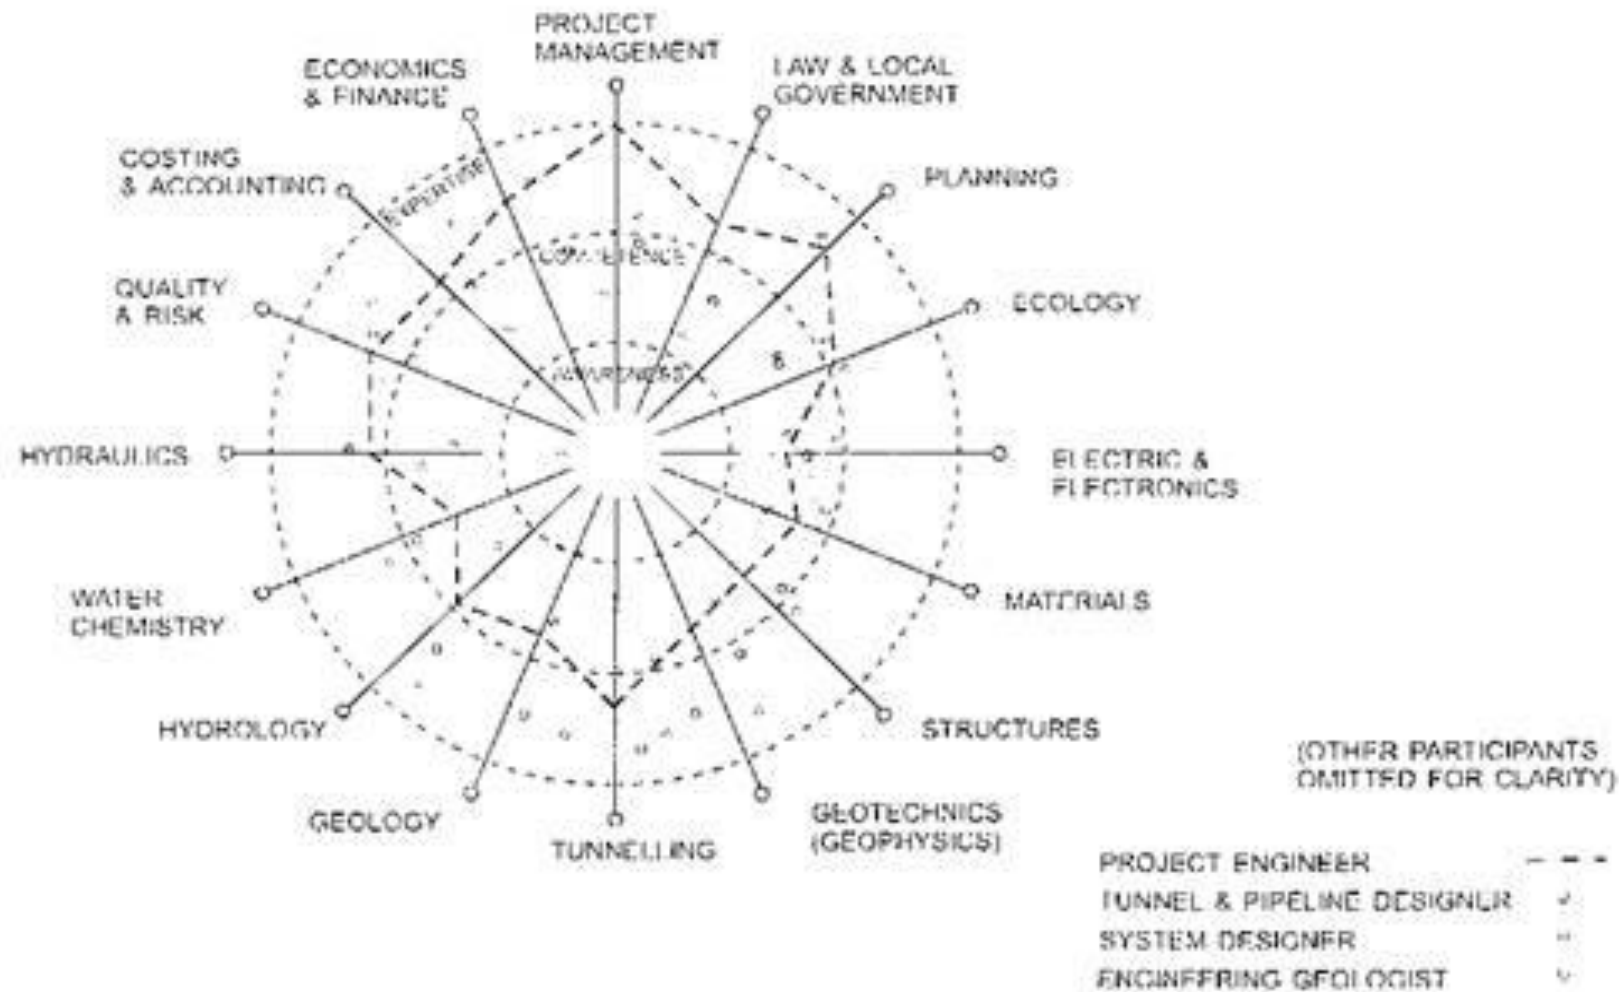 PROJECT
MANAGEMENT
LAW & LOCAL
GOVERNMENT
ECONOMICS
& FINANCE
COSTING
& ACCOUNTING
PLANNING
EXPERTISE
COMPETENCE
QUALITY
& RISK
ECOLOGY
AWARENESS
HYDRAULICS
ELECTRIC &
ELECTRONICS
WATER
CHEMISTRY
MATERIALS
HYDROLOGY
STRUCTURES
GEOLOGY
TUNNELLING
GEOTECHNICS
(GEOPHYSICS)
(OTHER PARTICIPANTS
OMITTED FOR CLARITY)
PROJECT ENGINEER
TUNNEL & PIPELINE DESIGNER
SYSTEM DESIGNER
ENGINEERING GEOLOGIST